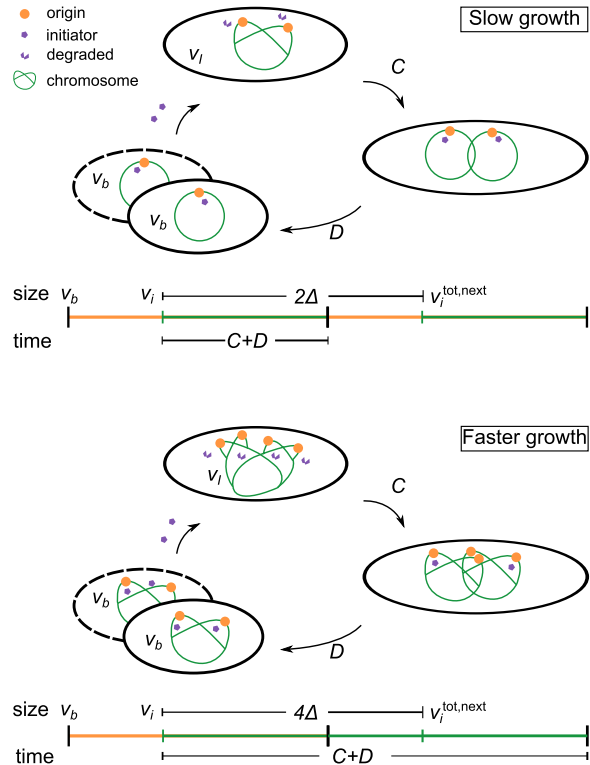 origin
initiator
degraded
chromosome
Slow growth
v_I
C
v_b
v_b
D
size v_b v_i 2Δ v_i^tot,next
time C+D
Faster growth
v_I
C
v_b
v_b
D
size v_b v_i 4Δ v_i^tot,next
time C+D